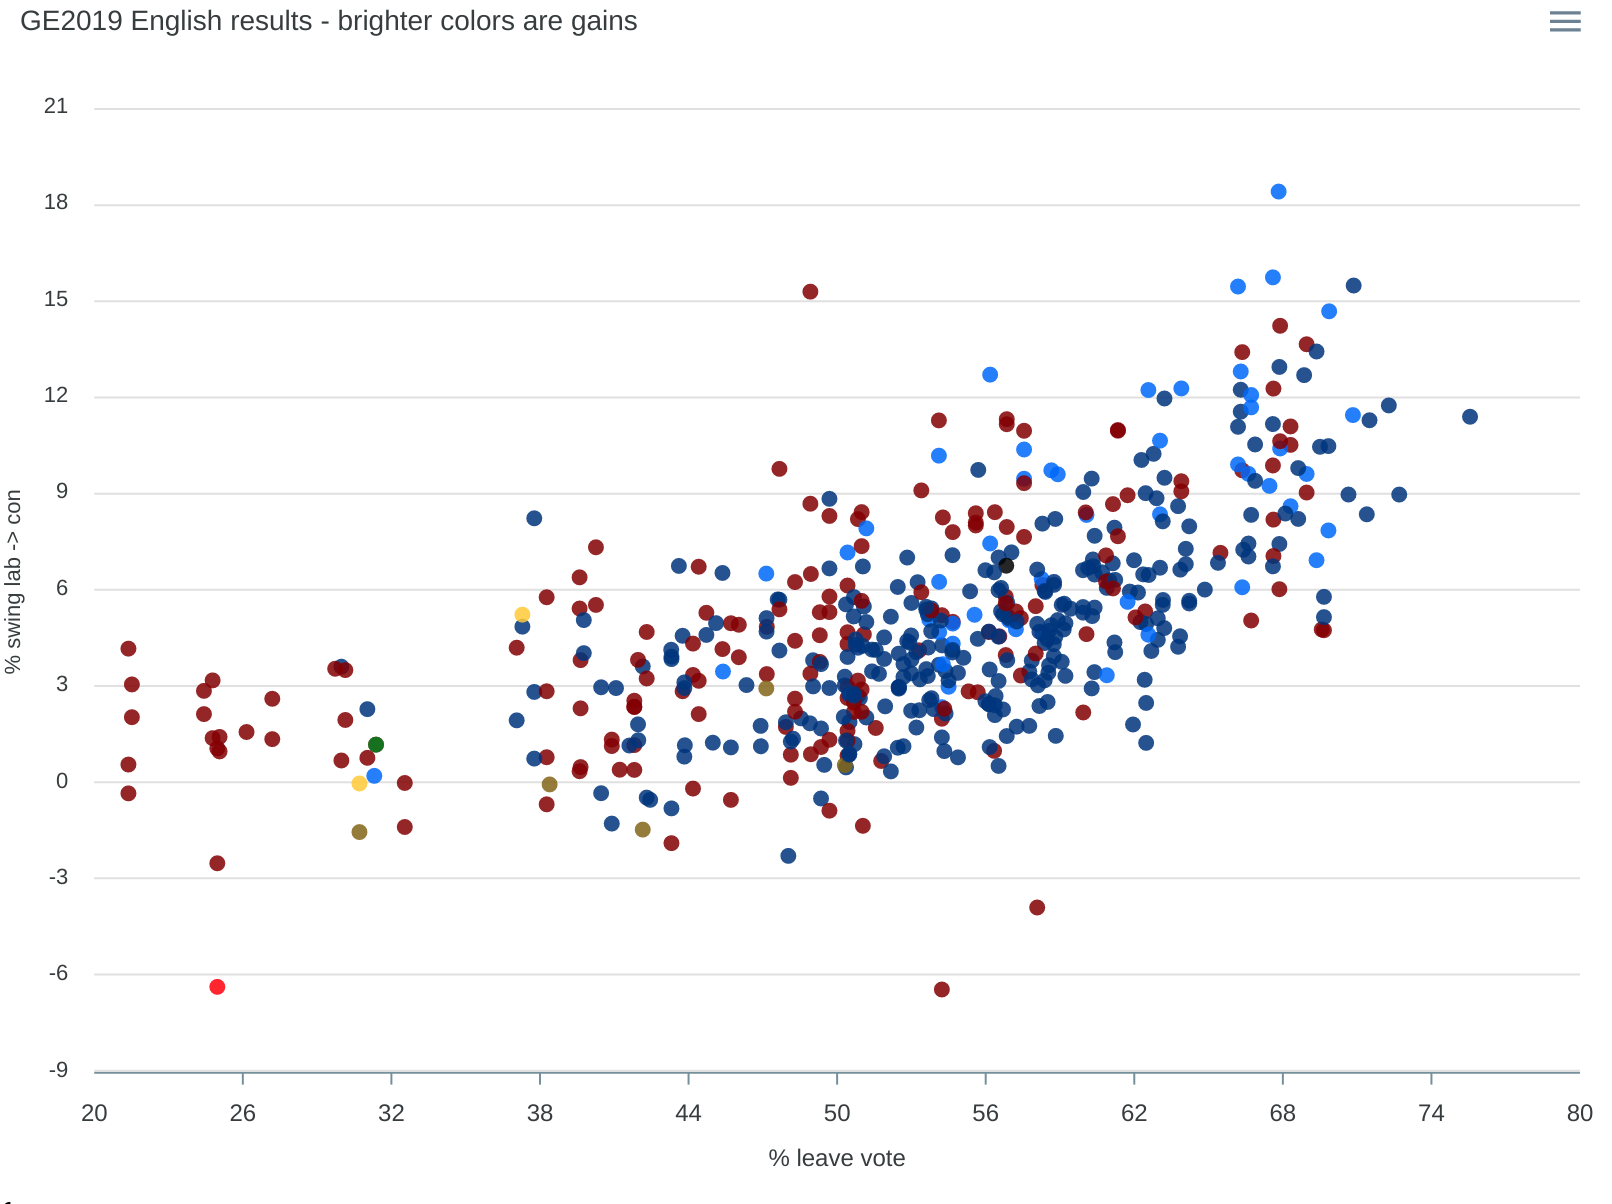 GE2019 English results - brighter colors are gains
21
18
15
12
9
6
3
0
-3
-6
-9
% swing lab -> con
20 26 32 38 44 50 56 62 68 74 80
% leave vote